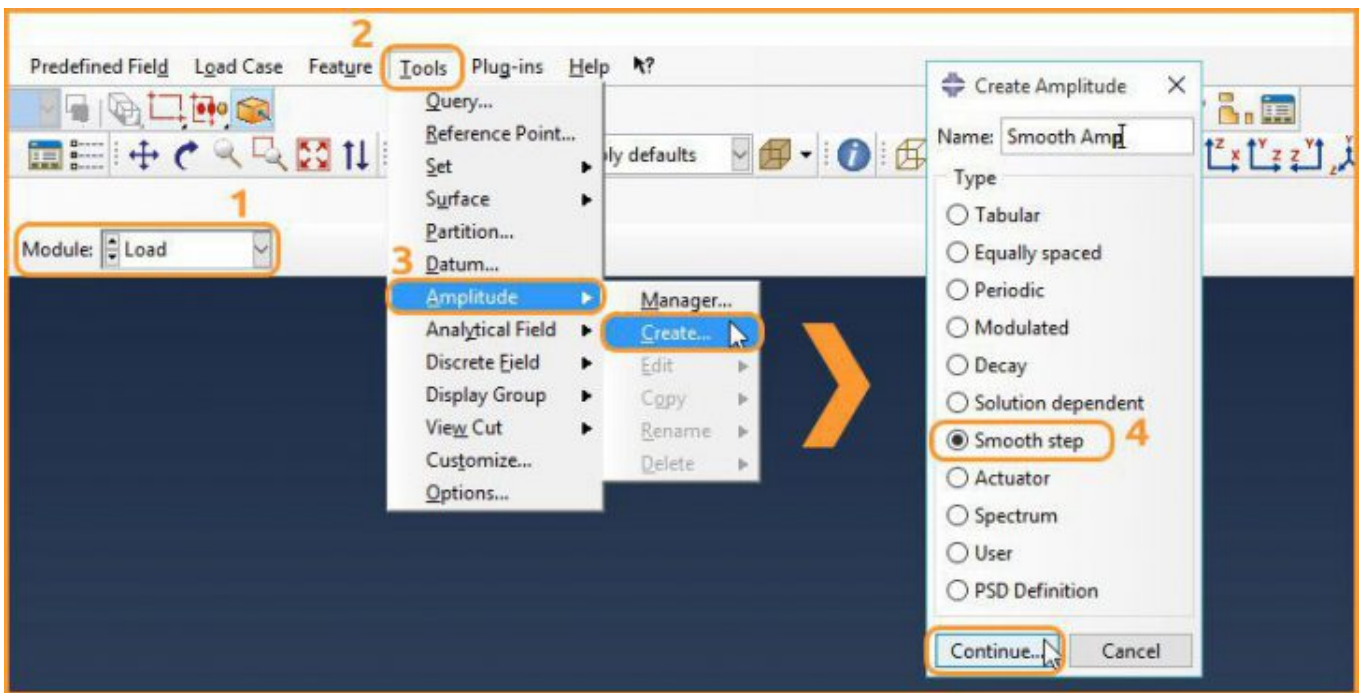 2
Predefined Field Load Case Feature Tools Plug-ins Help ?
Query...
Reference Point...
Set
Surface
Partition...
Datum...
Amplitude
Analytical Field
Discrete Field
Display Group
View Cut
Customize...
Options...
ly defaults
1
Module: Load
3
Manager...
Create...
Edit
Copy
Rename
Delete
Create Amplitude
Name: Smooth Amp
Type
Tabular
Equally spaced
Periodic
Modulated
Decay
Solution dependent
Smooth step 4
Actuator
Spectrum
User
PSD Definition
Continue... Cancel